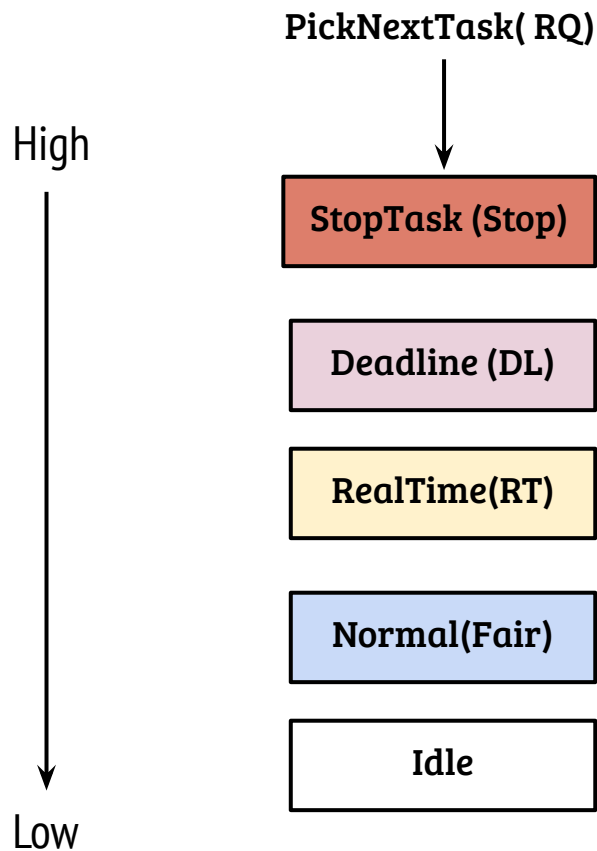 PickNextTask( RQ)
High
StopTask (Stop)
Deadline (DL)
RealTime(RT)
Normal(Fair)
Idle
Low